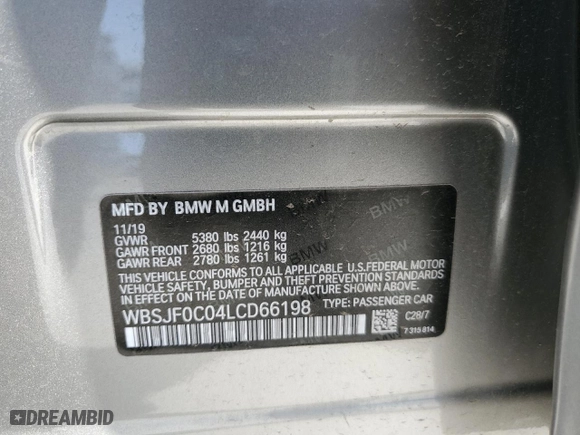 MFD BY BMW M GMBH
11/19
GVWR 5380 lbs 2440 kg
GAWR FRONT 2680 lbs 1216 kg
GAWR REAR 2780 lbs 1261 kg
THIS VEHICLE CONFORMS TO ALL APPLICABLE U.S.FEDERAL MOTOR
VEHICLE SAFETY, BUMPER AND THEFT PREVENTION STANDARDS
IN EFFECT ON THE DATE OF MANUFACTURE SHOWN ABOVE.
WBSJF0C04LCD66198 TYPE: PASSENGER CAR
C28/7
7 315 814
DREAMBID